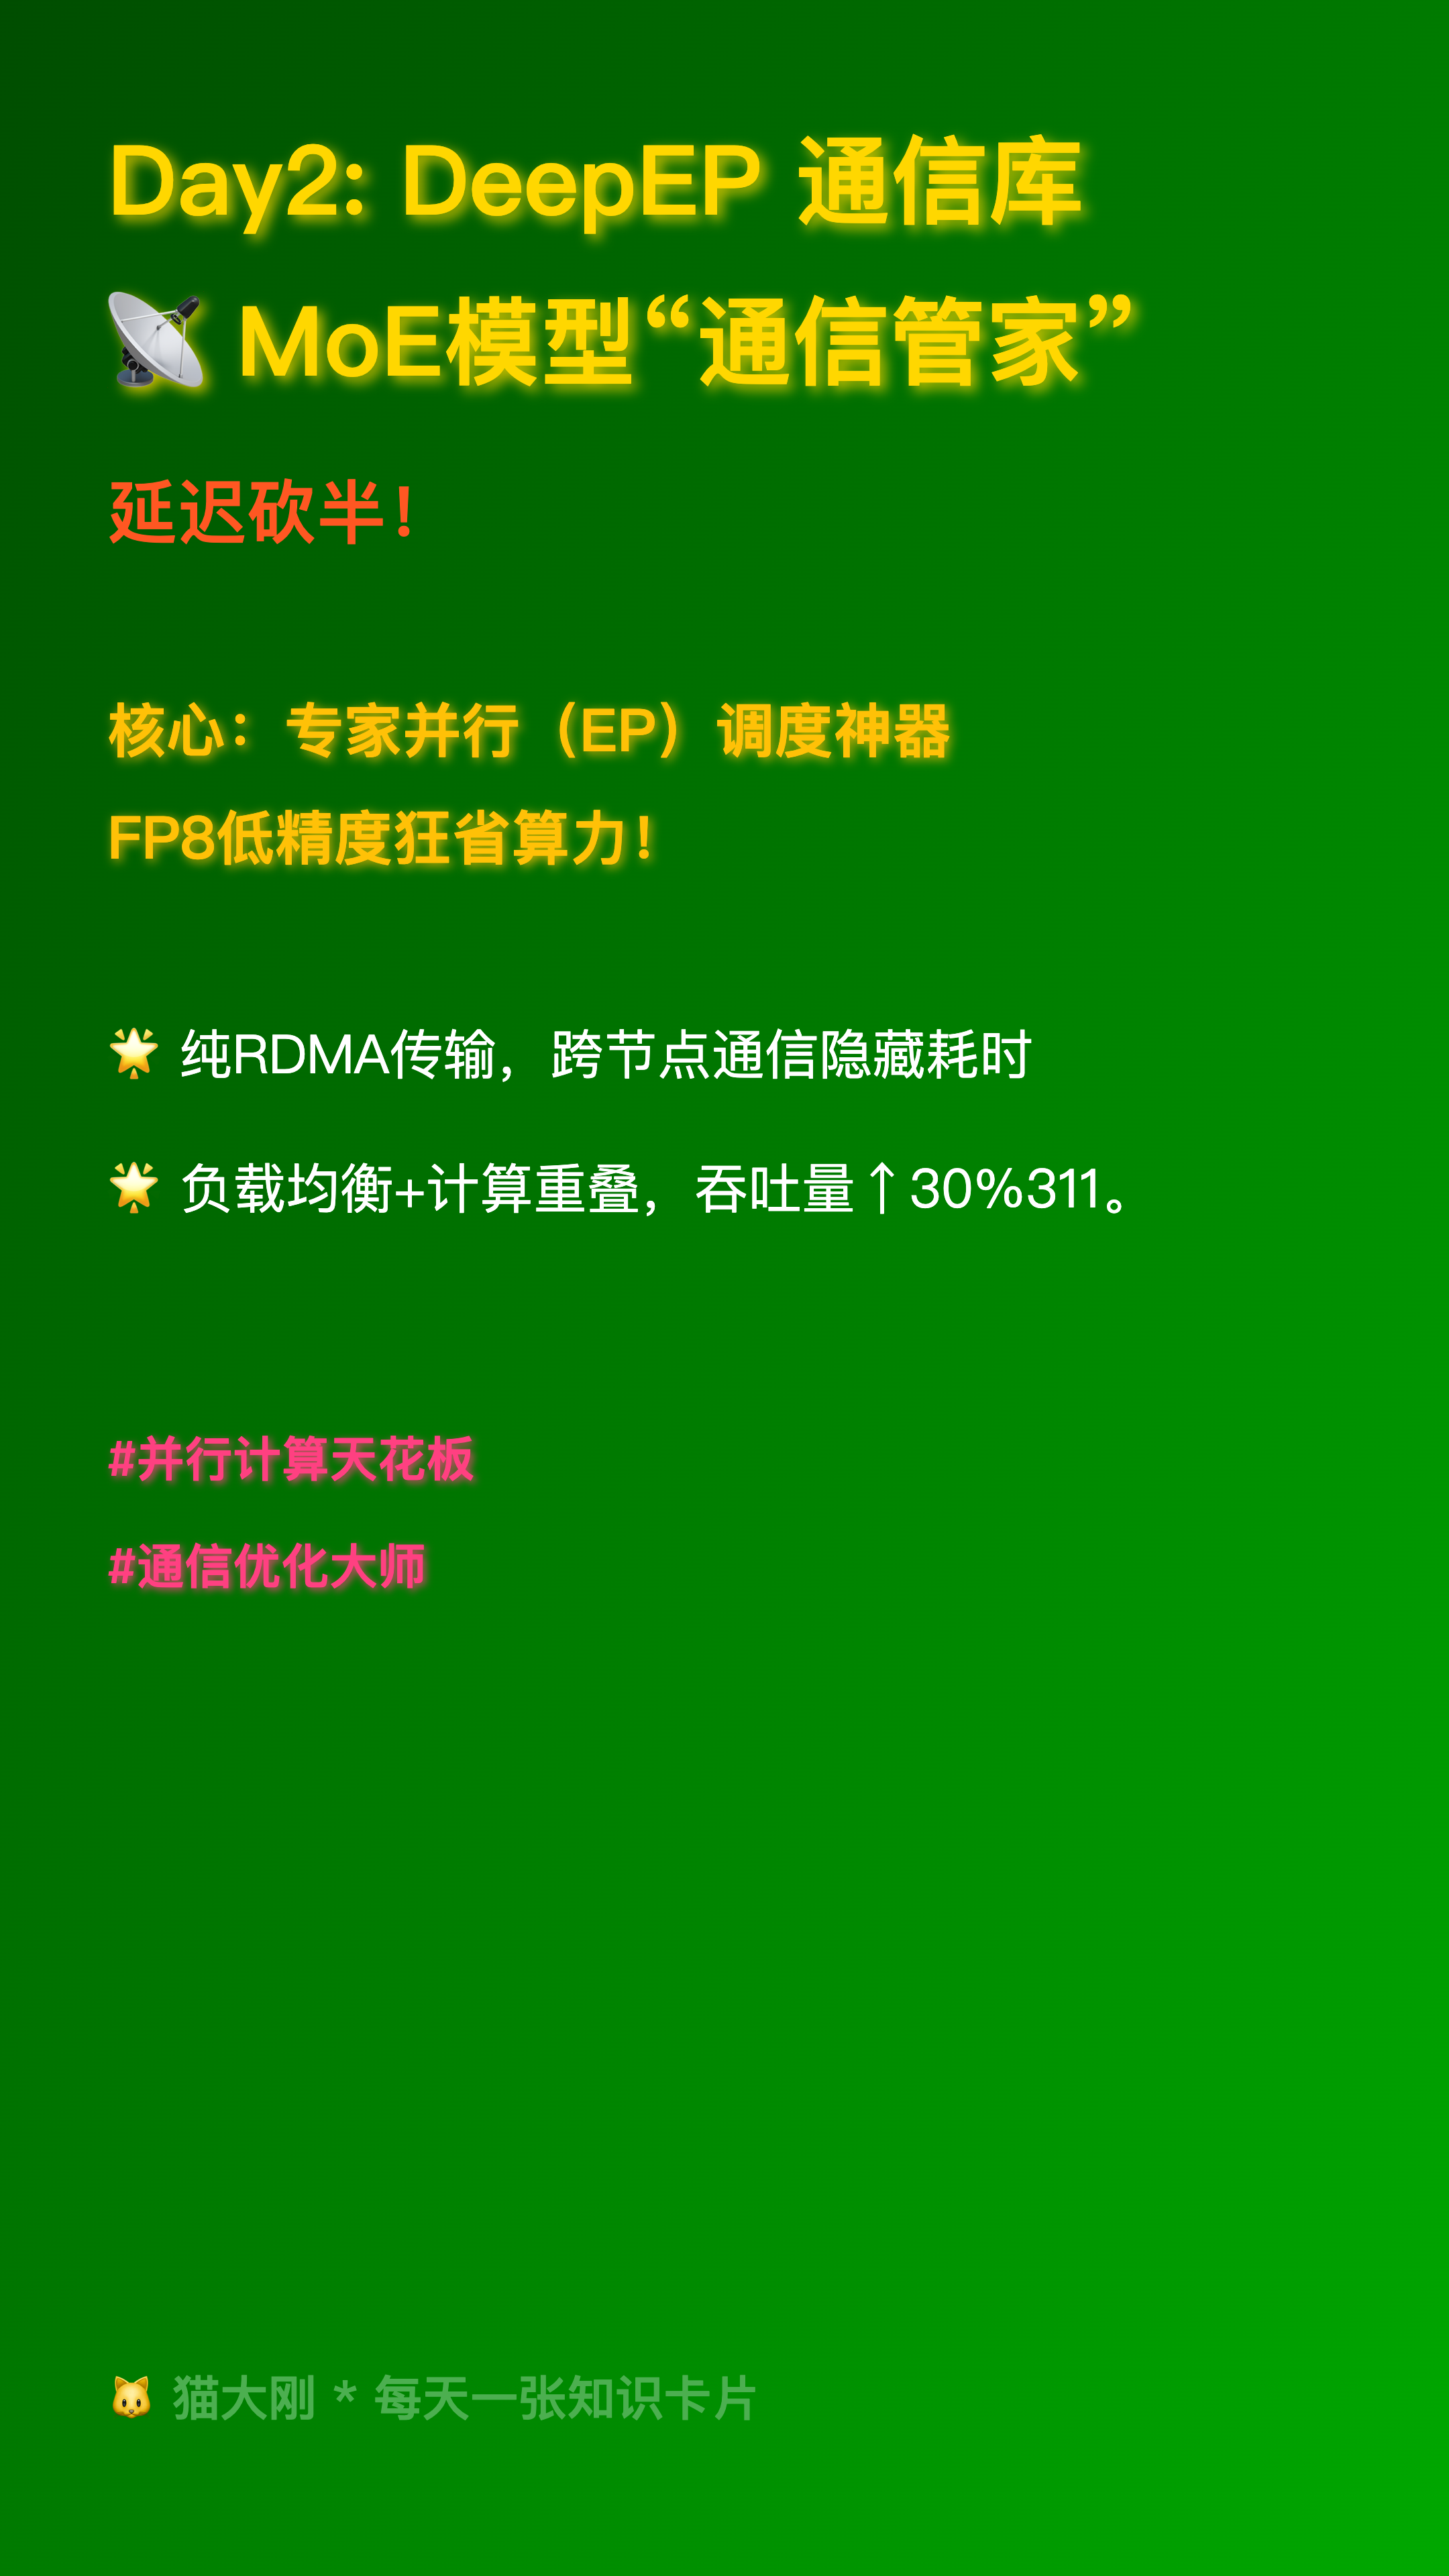 Day2: DeepEP 通信库
📡 MoE模型“通信管家”
延迟砍半！
核心：专家并行（EP）调度神器
FP8低精度狂省算力！
🌟 纯RDMA传输，跨节点通信隐藏耗时
🌟 负载均衡+计算重叠，吞吐量↑30%311。
#并行计算天花板
#通信优化大师
🐱 猫大刚 * 每天一张知识卡片